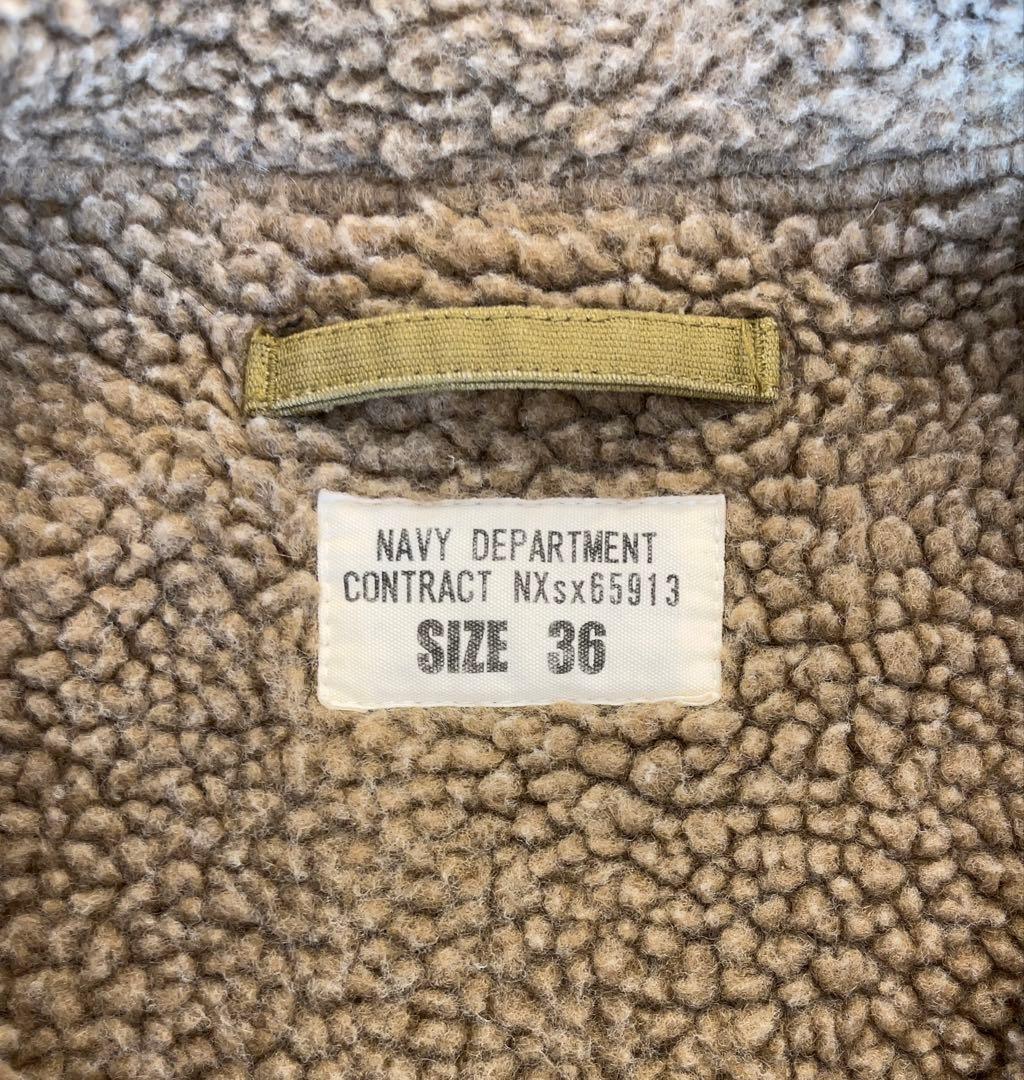 NAVY DEPARTMENT
CONTRACT NXsx65913
SIZE 36